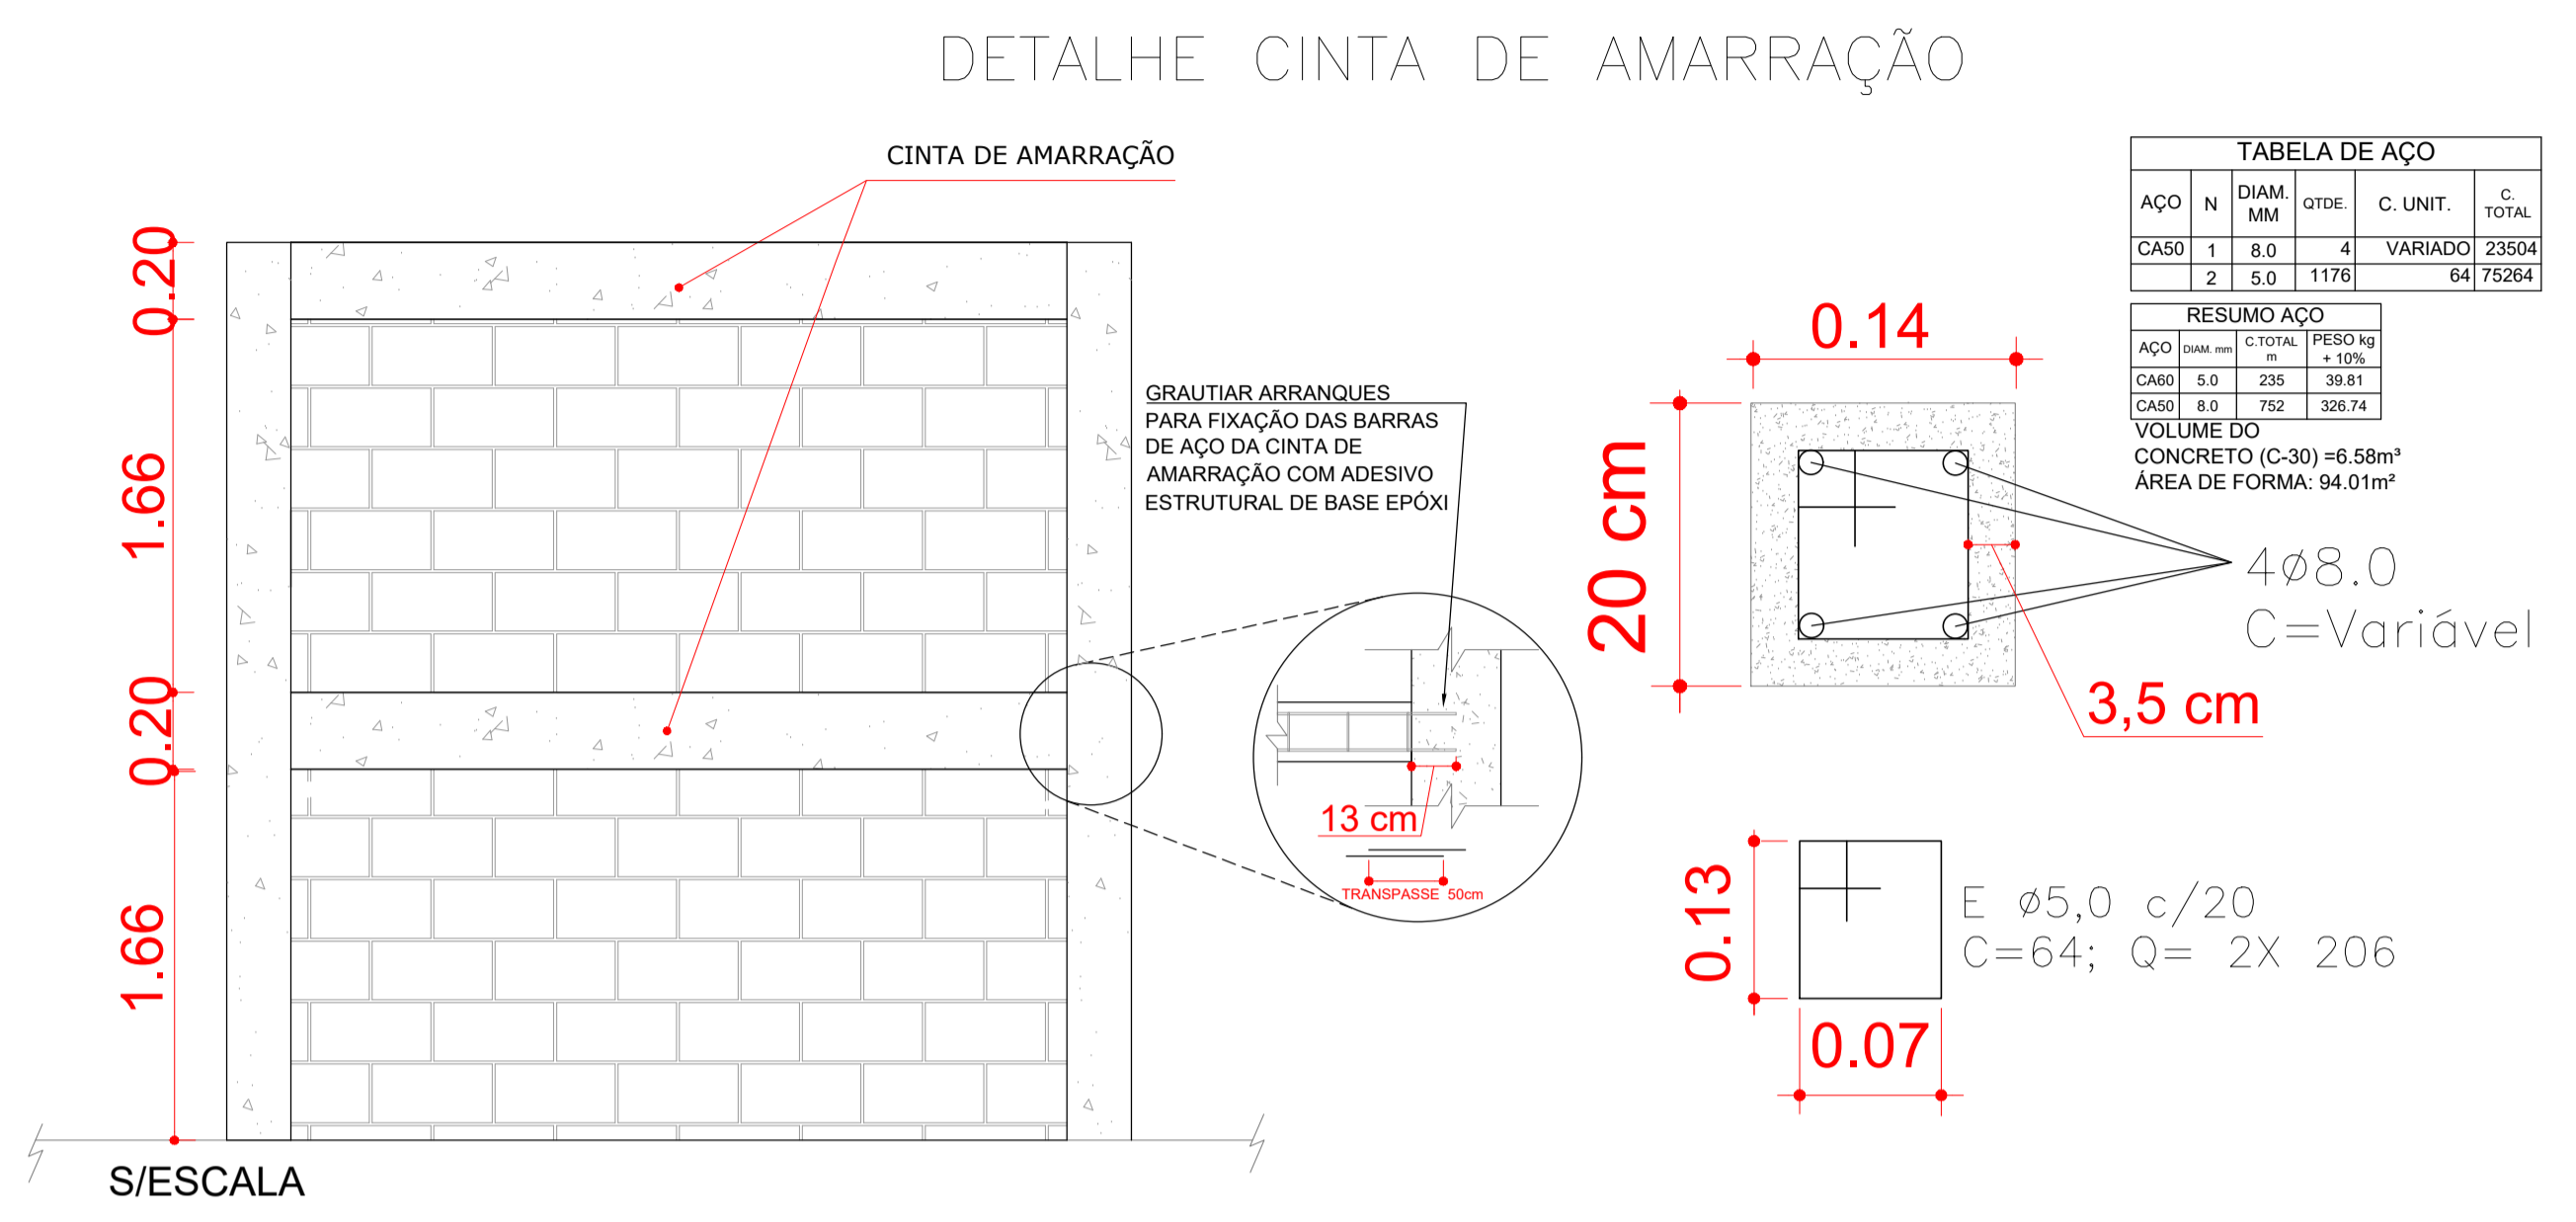 DETALHE CINTA DE AMARRAÇÃO
CINTA DE AMARRAÇÃO
0.20
1.66
0.20
1.66
S/ESCALA
GRAUTIAR ARRANQUES
PARA FIXAÇÃO DAS BARRAS
DE AÇO DA CINTA DE
AMARRAÇÃO COM ADESIVO
ESTRUTURAL DE BASE EPÓXI
13 cm
TRANSPASSE 50cm
0.14
20 cm
3,5 cm
4ø8.0
C=Variável
0.13
0.07
E ø5,0 c/20
C=64; Q= 2X 206
TABELA DE AÇO
AÇO N DIAM. MM QTDE. C. UNIT. C. TOTAL
CA50 1 8.0 4 VARIADO 23504
2 5.0 1176 64 75264
RESUMO AÇO
AÇO DIAM. mm C.TOTAL m PESO kg + 10%
CA60 5.0 235 39.81
CA50 8.0 752 326.74
VOLUME DO
CONCRETO (C-30) =6.58m³
ÁREA DE FORMA: 94.01m²